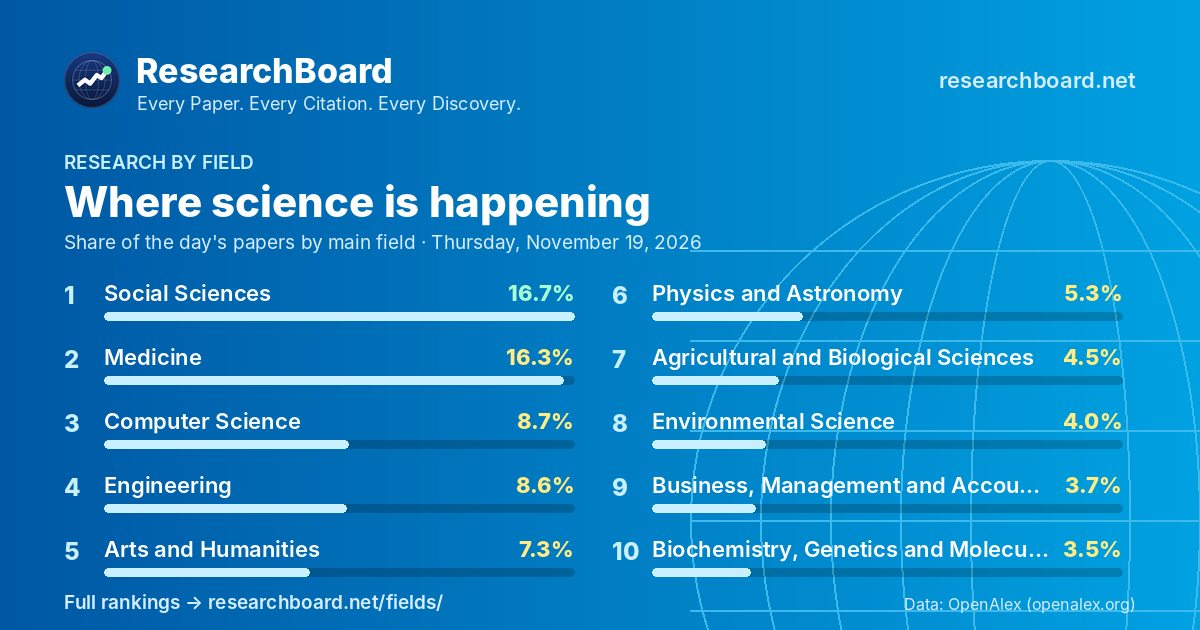 ResearchBoard
Every Paper. Every Citation. Every Discovery.
researchboard.net
RESEARCH BY FIELD
Where science is happening
Share of the day's papers by main field · Thursday, November 19, 2026
1 Social Sciences 16.7%
2 Medicine 16.3%
3 Computer Science 8.7%
4 Engineering 8.6%
5 Arts and Humanities 7.3%
6 Physics and Astronomy 5.3%
7 Agricultural and Biological Sciences 4.5%
8 Environmental Science 4.0%
9 Business, Management and Accou... 3.7%
10 Biochemistry, Genetics and Molecu... 3.5%
Full rankings → researchboard.net/fields/
Data: OpenAlex (openalex.org)